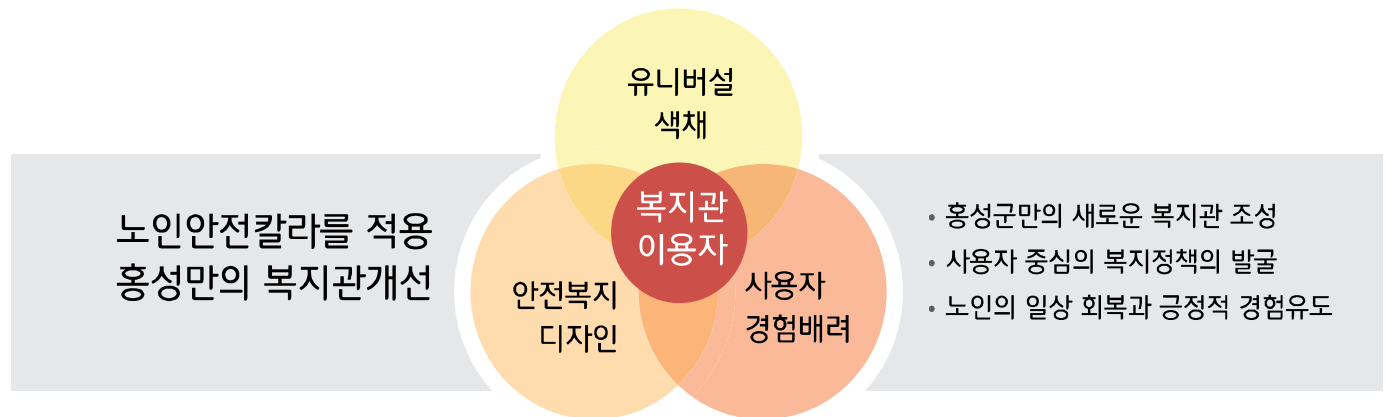 노인안전칼라를 적용
홍성만의 복지관개선
유니버설
색채
복지관
이용자
안전복지
디자인
사용자
경험배려
• 홍성군만의 새로운 복지관 조성
• 사용자 중심의 복지정책의 발굴
• 노인의 일상 회복과 긍정적 경험유도